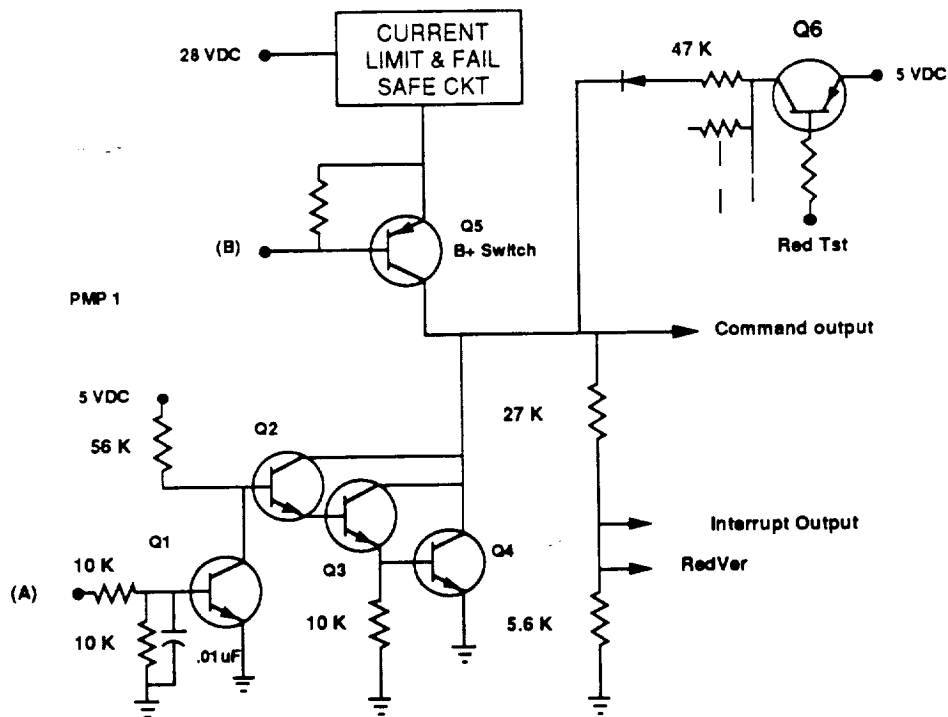 CURRENT
LIMIT & FAIL
SAFE CKT
28 VDC
47 K
Q6
5 VDC
Red Tst
(B)
Q5
B+ Switch
PMP 1
Command output
5 VDC
56 K
Q2
27 K
Interrupt Output
RedVer
Q1
Q3
Q4
(A)
10 K
10 K
.01uF
10 K
5.6 K